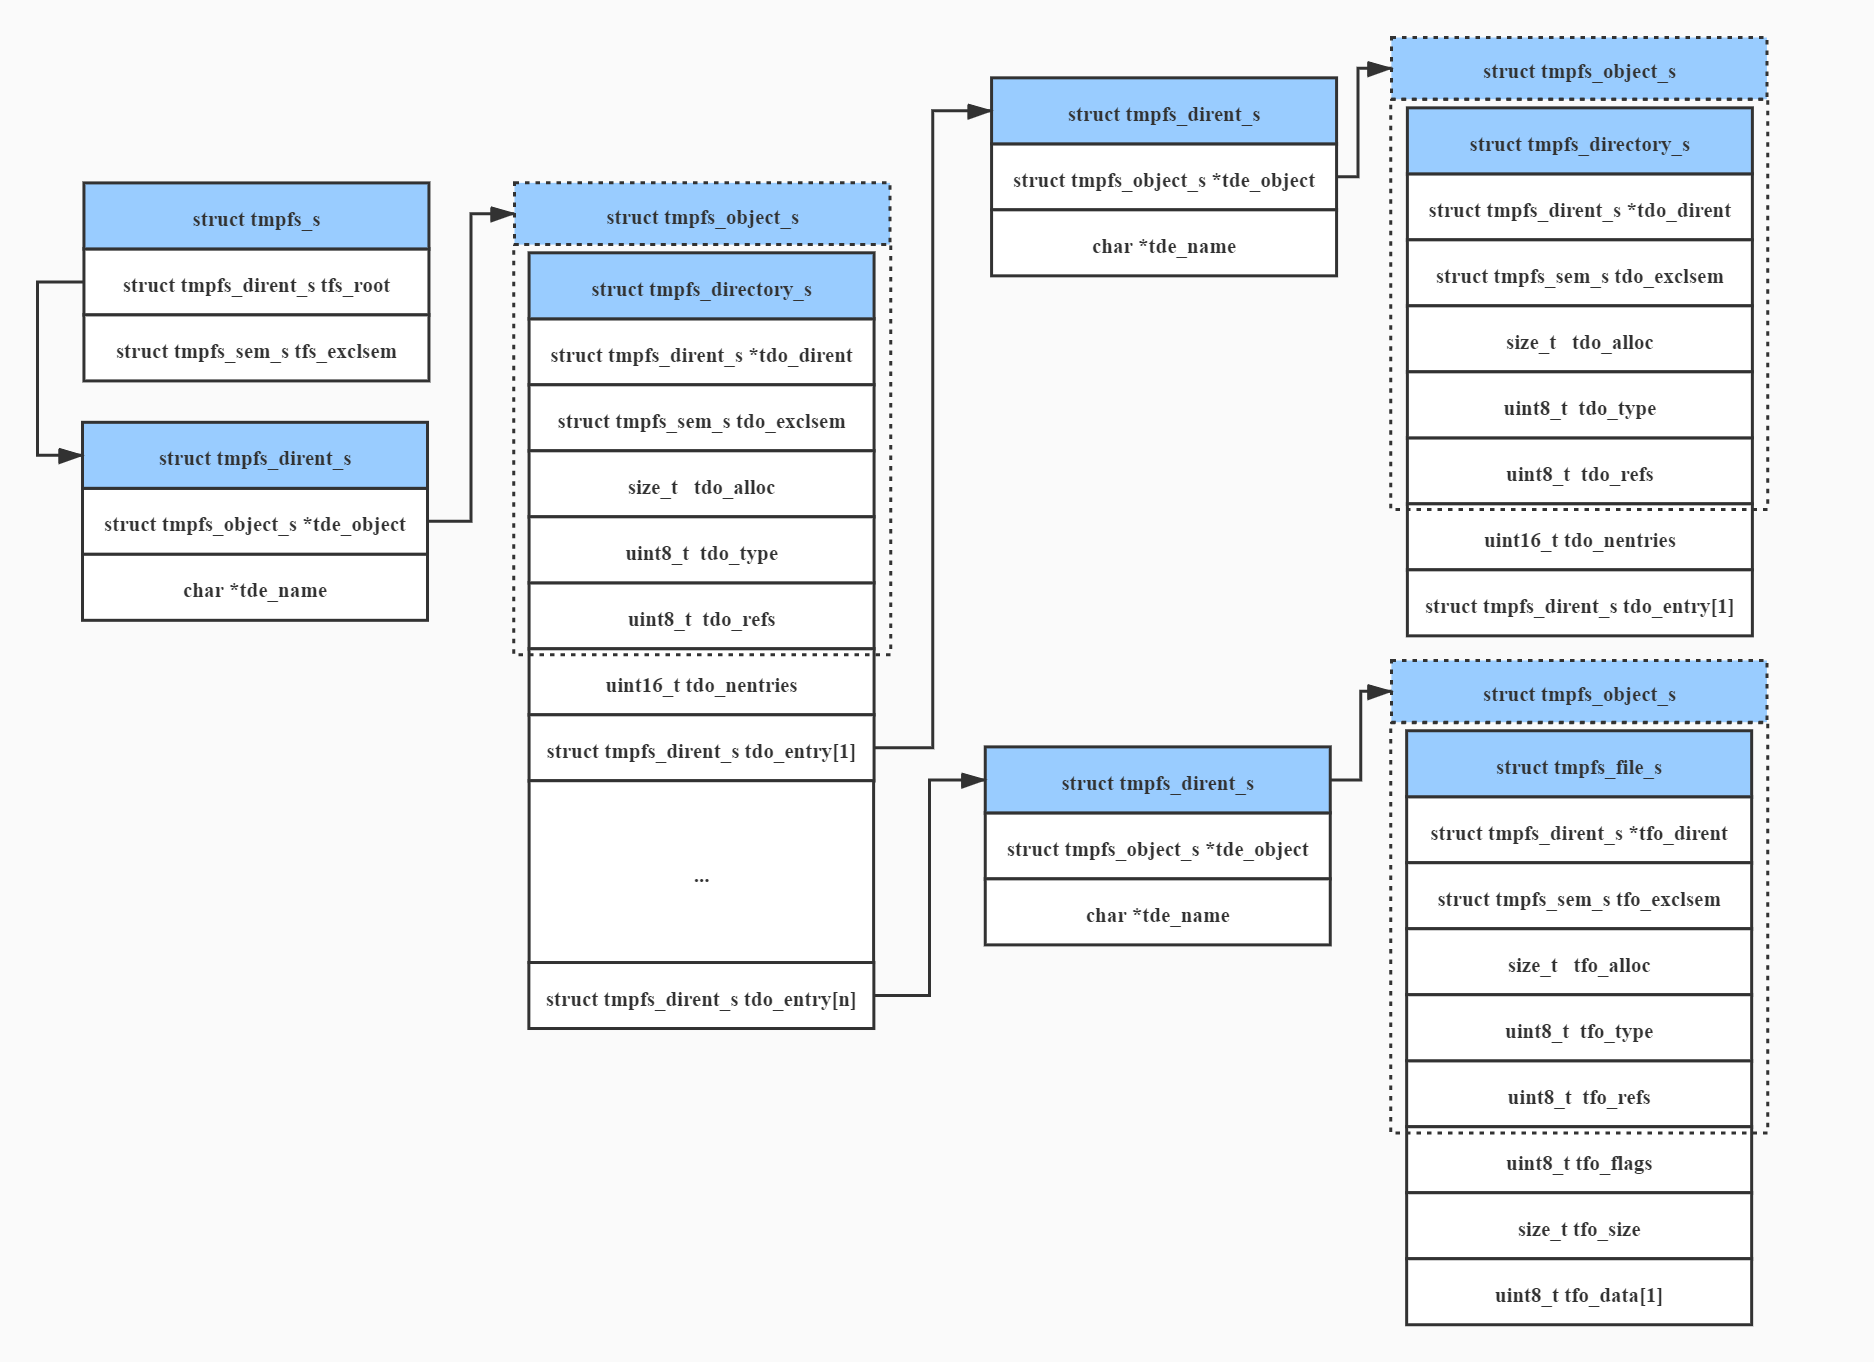 struct tmpfs_s
struct tmpfs_dirent_s tfs_root
struct tmpfs_sem_s tfs_exclsem
struct tmpfs_dirent_s
struct tmpfs_object_s *tde_object
char *tde_name
struct tmpfs_object_s
struct tmpfs_directory_s
struct tmpfs_dirent_s *tdo_dirent
struct tmpfs_sem_s tdo_exclsem
size_t tdo_alloc
uint8_t tdo_type
uint8_t tdo_refs
uint16_t tdo_nentries
struct tmpfs_dirent_s tdo_entry[1]
...
struct tmpfs_dirent_s tdo_entry[n]
struct tmpfs_dirent_s
struct tmpfs_object_s *tde_object
char *tde_name
struct tmpfs_object_s
struct tmpfs_directory_s
struct tmpfs_dirent_s *tdo_dirent
struct tmpfs_sem_s tdo_exclsem
size_t tdo_alloc
uint8_t tdo_type
uint8_t tdo_refs
uint16_t tdo_nentries
struct tmpfs_dirent_s tdo_entry[1]
struct tmpfs_dirent_s
struct tmpfs_object_s *tde_object
char *tde_name
struct tmpfs_object_s
struct tmpfs_file_s
struct tmpfs_dirent_s *tfo_dirent
struct tmpfs_sem_s tfo_exclsem
size_t tfo_alloc
uint8_t tfo_type
uint8_t tfo_refs
uint8_t tfo_flags
size_t tfo_size
uint8_t tfo_data[1]